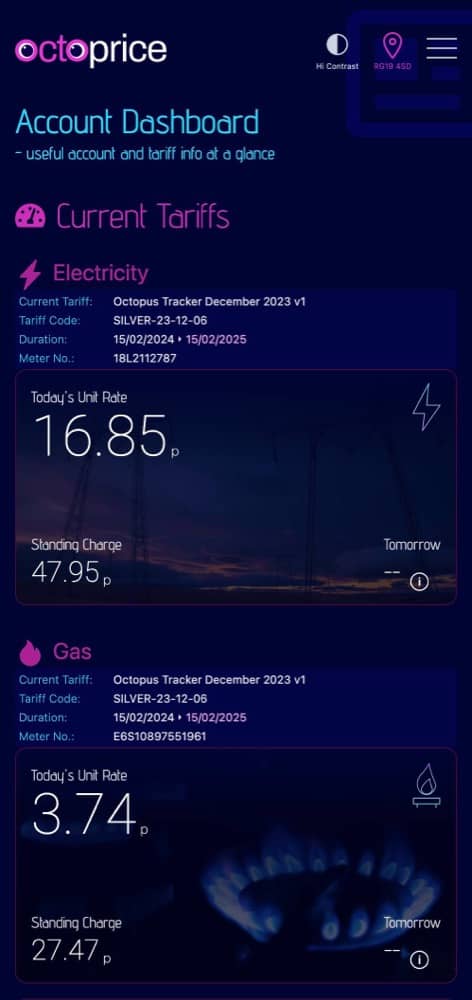 octoprice
Hi Contrast
RG19 4SD
Account Dashboard
- useful account and tariff info at a glance
Current Tariffs
Electricity
Current Tariff: Octopus Tracker December 2023 v1
Tariff Code: SILVER-23-12-06
Duration: 15/02/2024 ‣ 15/02/2025
Meter No.: 18L2112787
Today's Unit Rate
16.85p
Standing Charge Tomorrow
47.95p --
Gas
Current Tariff: Octopus Tracker December 2023 v1
Tariff Code: SILVER-23-12-06
Duration: 15/02/2024 ‣ 15/02/2025
Meter No.: E6S10897551961
Today's Unit Rate
3.74p
Standing Charge Tomorrow
27.47p --